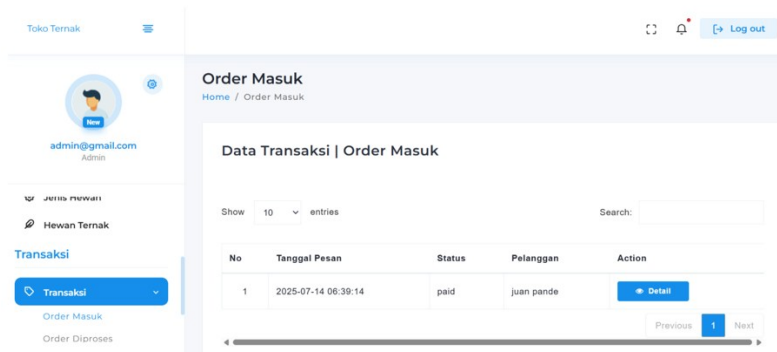 Toko Ternak
Log out
New
admin@gmail.com
Admin
Jenis Hewan
Hewan Ternak
Transaksi
Transaksi
Order Masuk
Order Diproses
Order Masuk
Home / Order Masuk
Data Transaksi | Order Masuk
Show 10 entries
Search:
No Tanggal Pesan Status Pelanggan Action
1 2025-07-14 06:39:14 paid juan pande Detail
Previous 1 Next